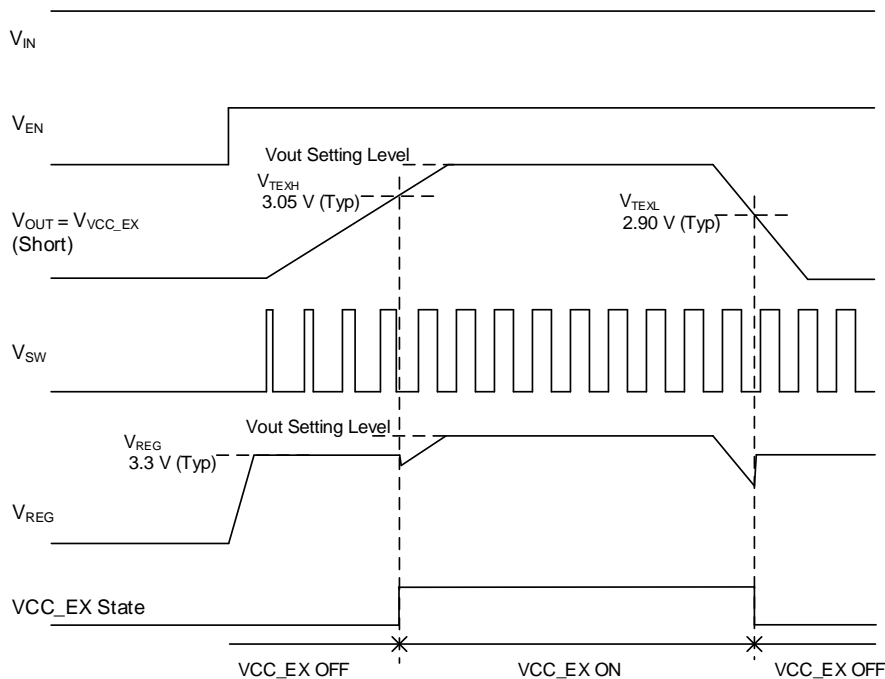 V_IN
V_EN
Vout Setting Level
V_TEXH
3.05 V (Typ)
V_TEXL
2.90 V (Typ)
V_OUT = V_VCC_EX
(Short)
V_SW
Vout Setting Level
V_REG
3.3 V (Typ)
V_REG
VCC_EX State
VCC_EX OFF
VCC_EX ON
VCC_EX OFF